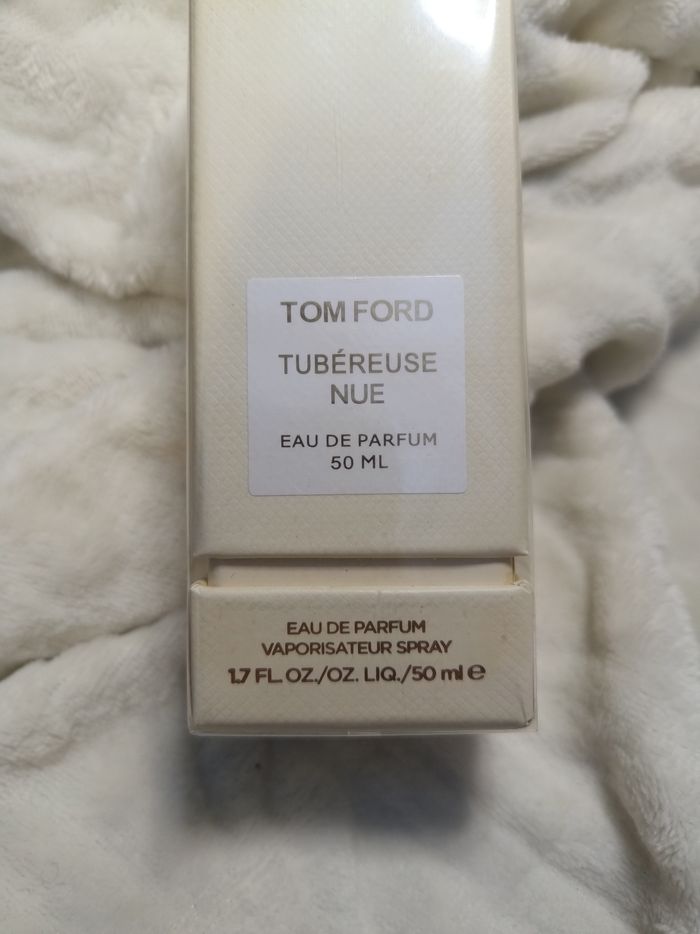 TOM FORD
TUBÉREUSE
NUE
EAU DE PARFUM
50 ML
EAU DE PARFUM
VAPORISATEUR SPRAY
1.7 FL. OZ./OZ. LIQ./50 ml ℮